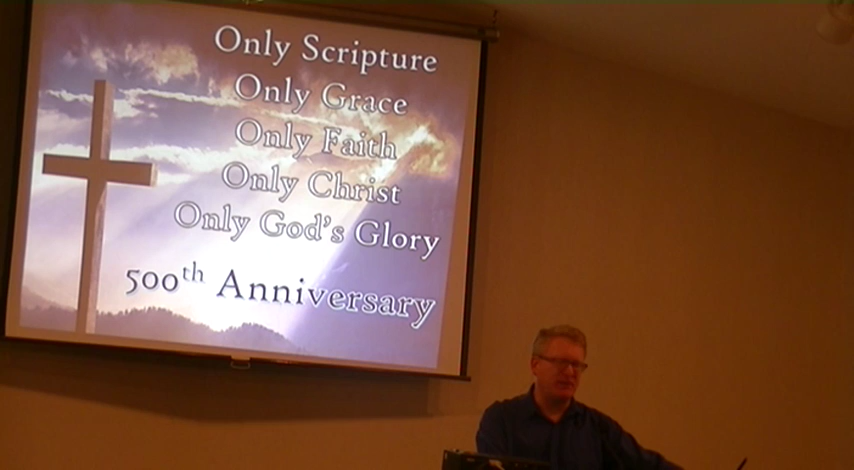 Only Scripture
Only Grace
Only Faith
Only Christ
Only God's Glory
500th Anniversary